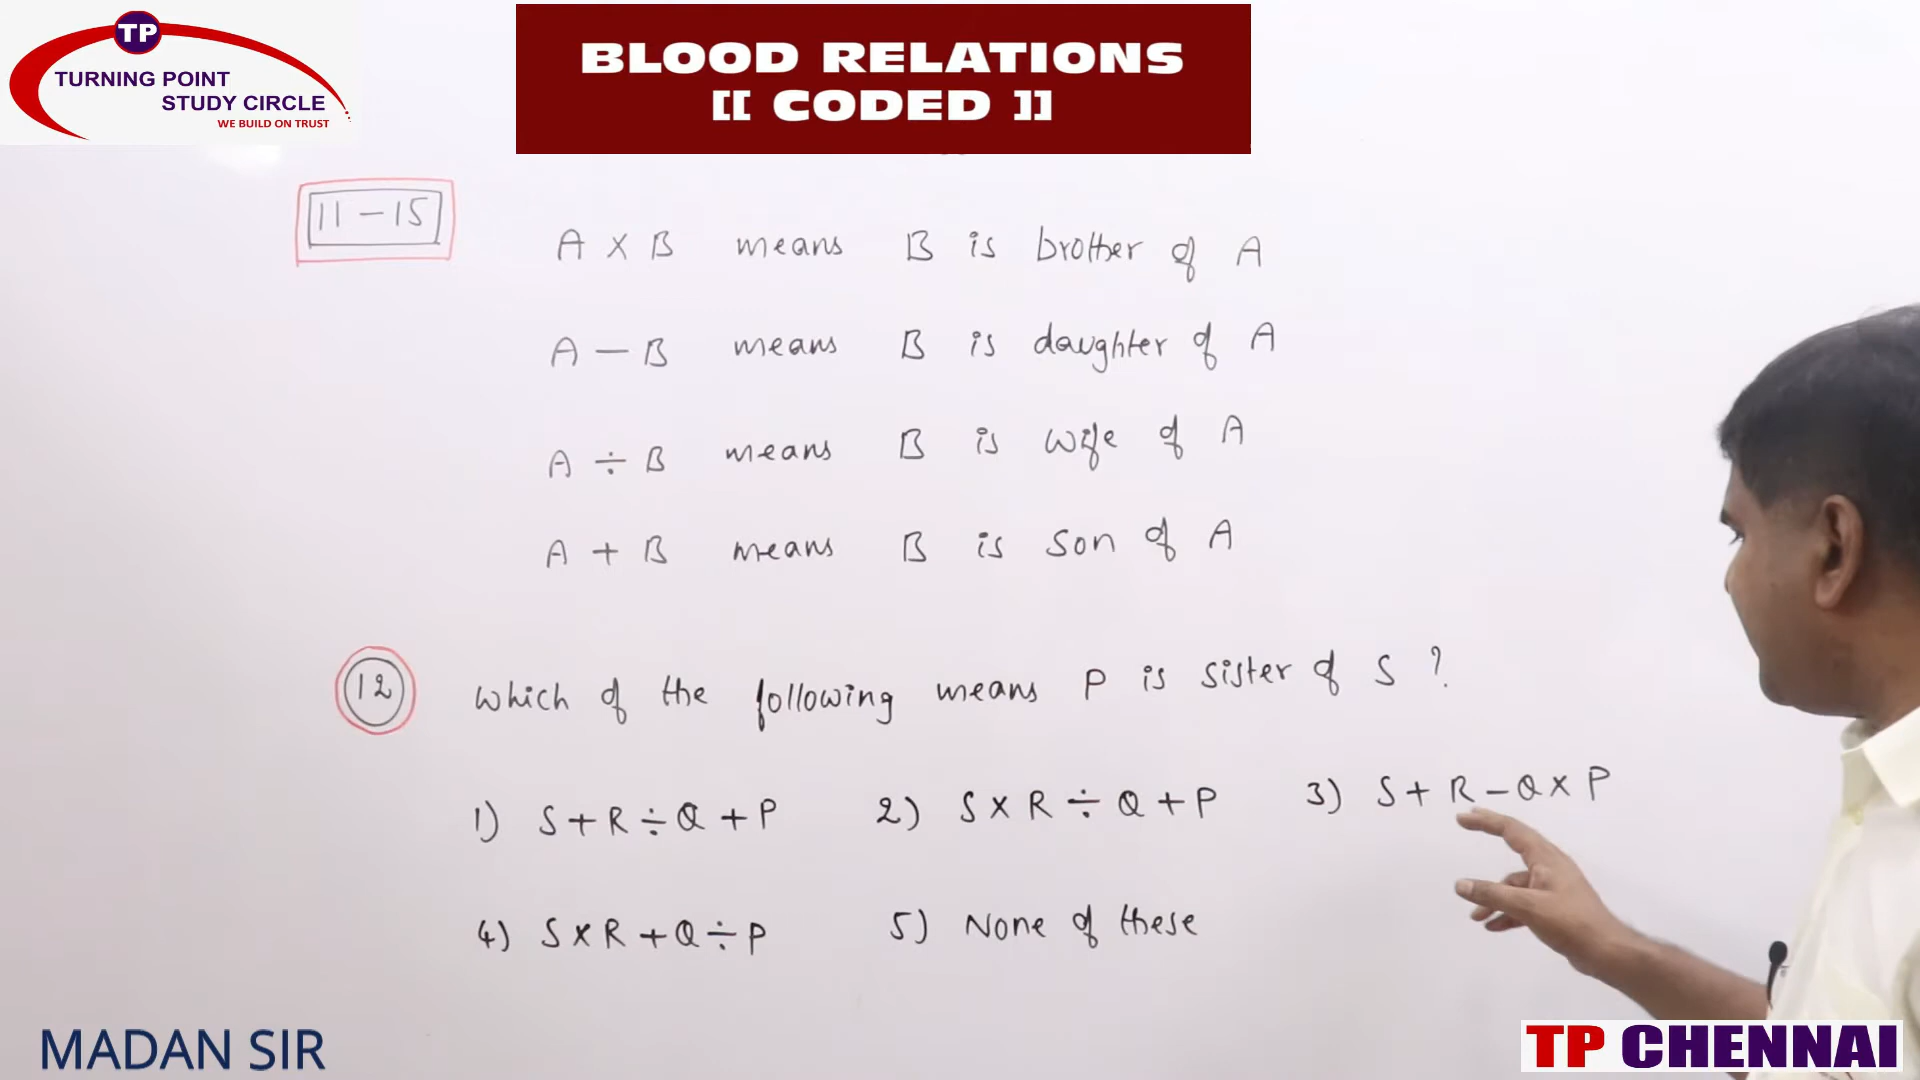 TP
TURNING POINT
STUDY CIRCLE
WE BUILD ON TRUST
BLOOD RELATIONS
[[ CODED ]]
11 - 15
A × B means B is brother of A
A - B means B is daughter of A
A ÷ B means B is wife of A
A + B means B is son of A
12 Which of the following means P is sister of S ?
1) S + R ÷ Q + P 2) S × R ÷ Q + P 3) S + R - Q × P
4) S × R + Q ÷ P 5) None of these
MADAN SIR
TP CHENNAI